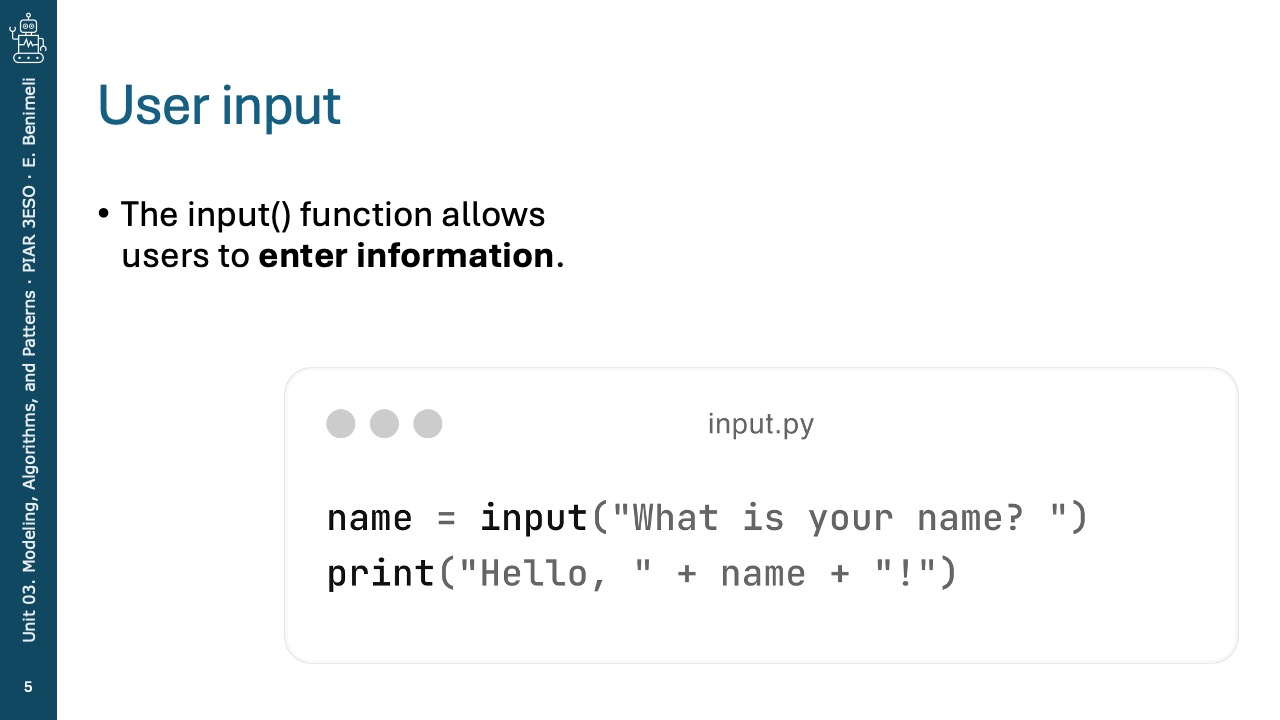 User input
• The input() function allows
users to enter information.
input.py
name = input("What is your name? ")
print("Hello, " + name + "!")
Unit 03. Modeling, Algorithms, and Patterns · PIAR 3ESO · E. Benimeli
5